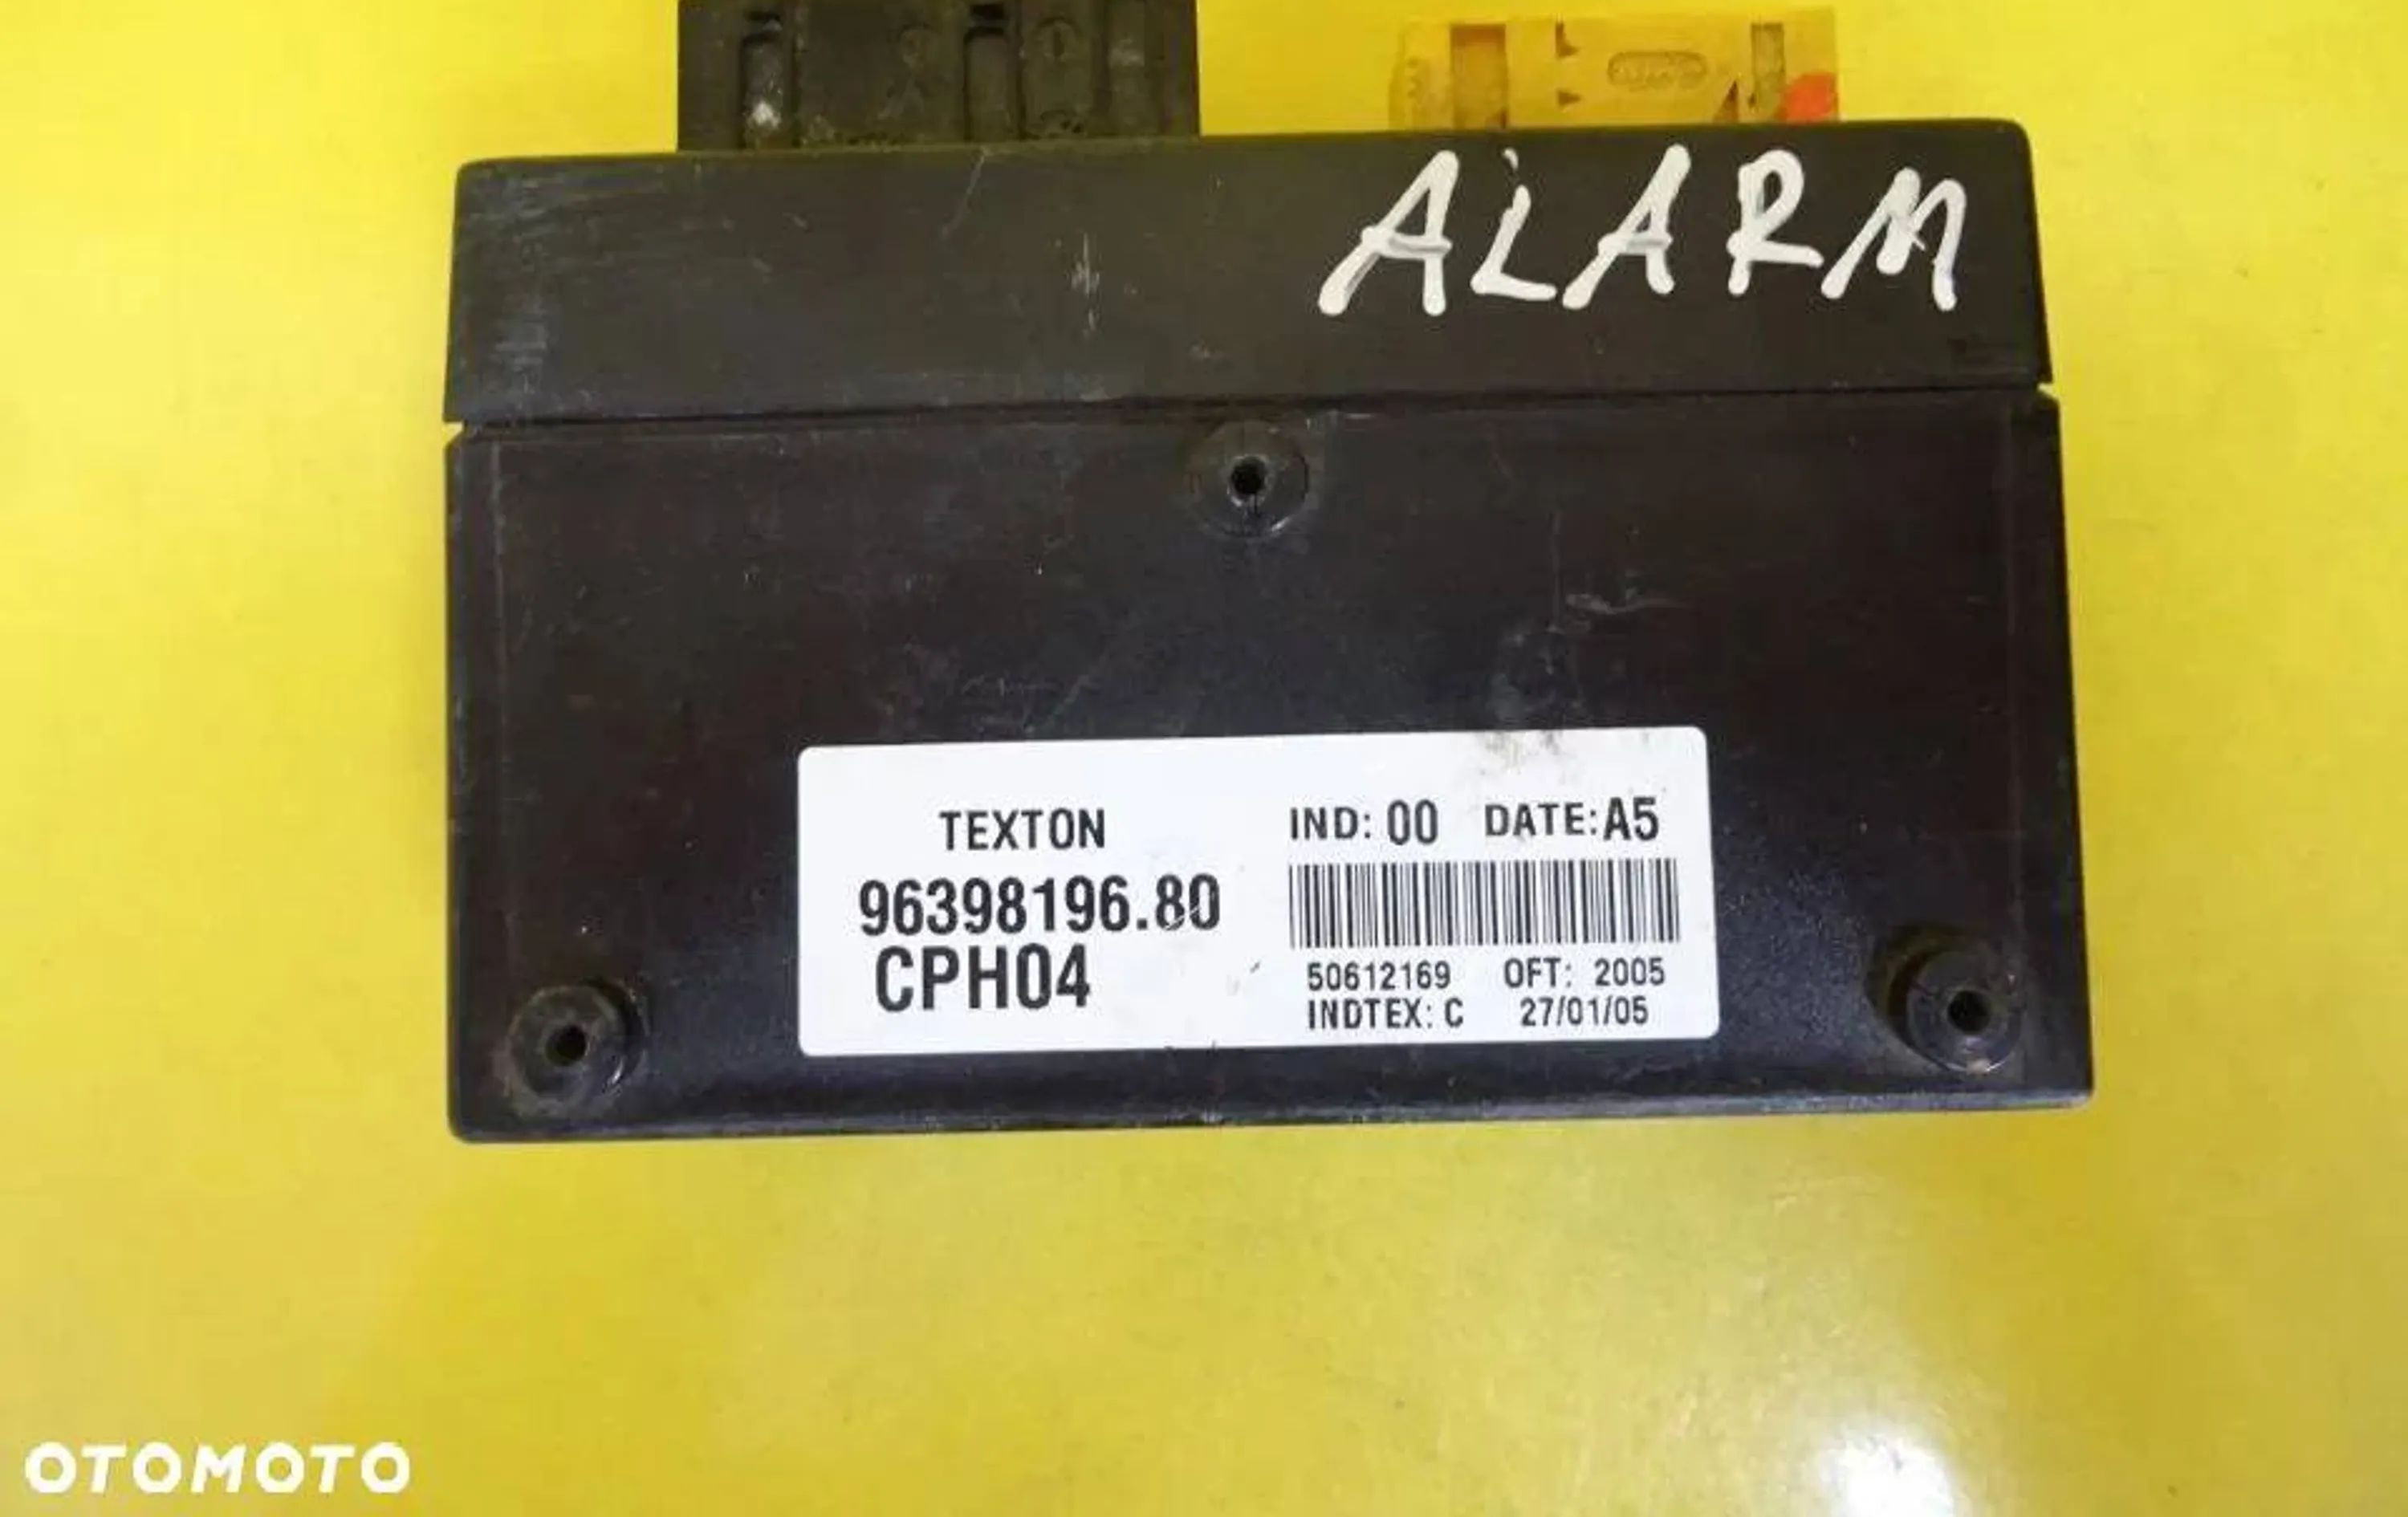 ALARM
TEXTON
96398196.80
CPH04
IND: 00 DATE: A5
50612169 OFT: 2005
INDTEX: C 27/01/05
OTOMOTO